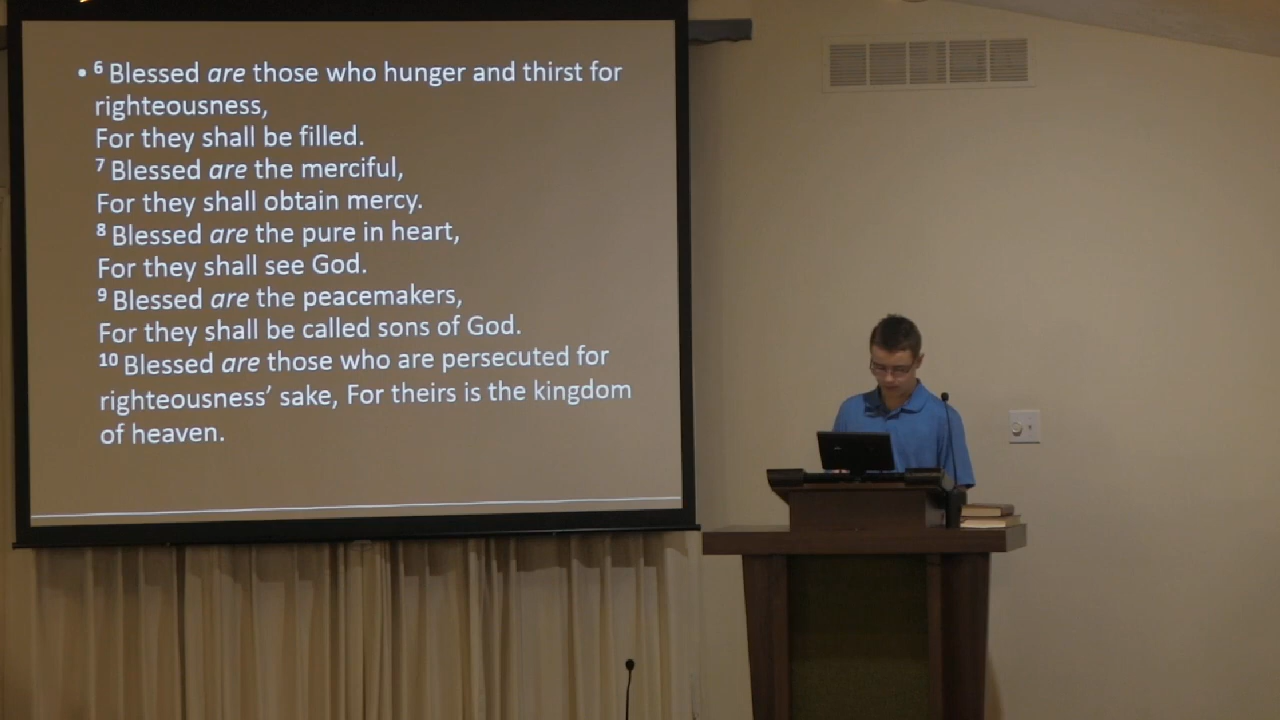 • 6 Blessed are those who hunger and thirst for
righteousness,
For they shall be filled.
7 Blessed are the merciful,
For they shall obtain mercy.
8 Blessed are the pure in heart,
For they shall see God.
9 Blessed are the peacemakers,
For they shall be called sons of God.
10 Blessed are those who are persecuted for
righteousness’ sake, For theirs is the kingdom
of heaven.